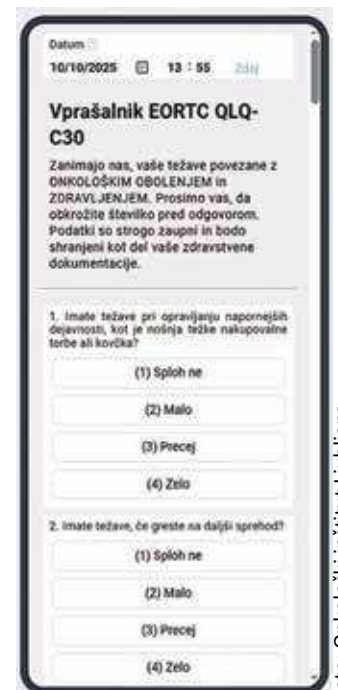 Datum
10/10/2025 13 : 55 Zdaj
Vprašalnik EORTC QLQ-
C30
Zanimajo nas, vaše težave povezane z
ONKOLOŠKIM OBOLENJEM in
ZDRAVLJENJEM. Prosimo vas, da
obkrožite številko pred odgovorom.
Podatki so strogo zaupni in bodo
shranjeni kot del vaše zdravstvene
dokumentacije.
1. Imate težave pri opravljanju napornejših
dejavnosti, kot je nošnja težke nakupovalne
torbe ali kovčka?
(1) Sploh ne
(2) Malo
(3) Precej
(4) Zelo
2. Imate težave, če greste na daljši sprehod?
(1) Sploh ne
(2) Malo
(3) Precej
(4) Zelo